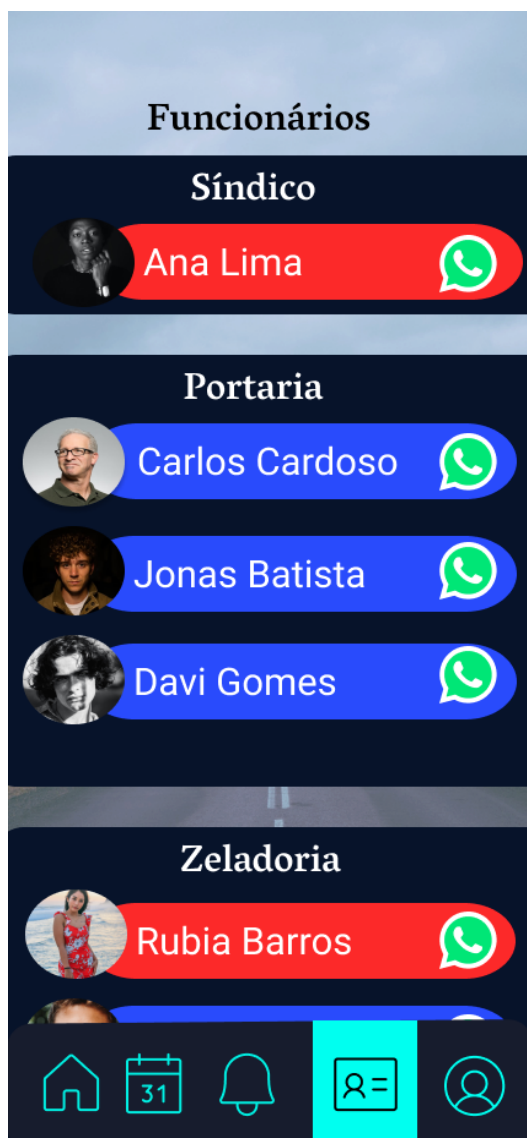 Funcionários
Síndico
Ana Lima
Portaria
Carlos Cardoso
Jonas Batista
Davi Gomes
Zeladoria
Rubia Barros
31